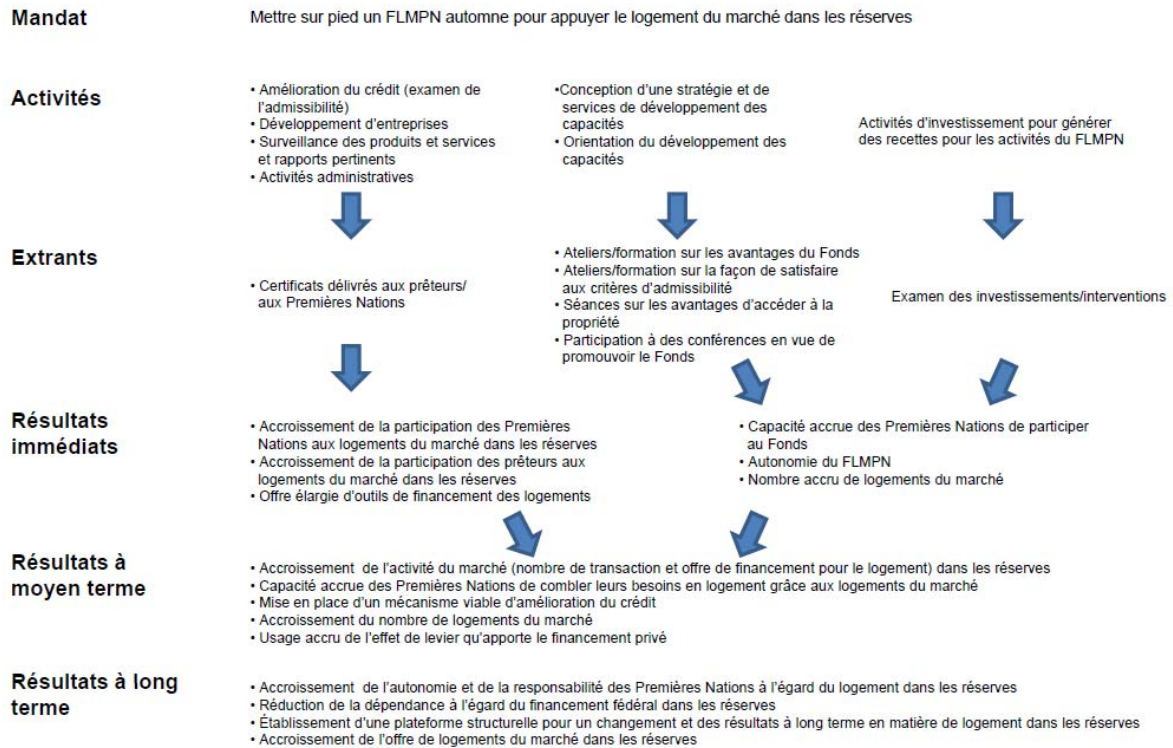 Mandat
Mettre sur pied un FLMPN automne pour appuyer le logement du marché dans les réserves
Activités
• Amélioration du crédit (examen de
l'admissibilité)
• Développement d'entreprises
• Surveillance des produits et services
et rapports pertinents
• Activités administratives
•Conception d'une stratégie et de
services de développement des
capacités
• Orientation du développement des
capacités
Activités d'investissement pour générer
des recettes pour les activités du FLMPN
Extrants
• Certificats délivrés aux prêteurs/
aux Premières Nations
• Ateliers/formation sur les avantages du Fonds
• Ateliers/formation sur la façon de satisfaire
aux critères d'admissibilité
• Séances sur les avantages d'accéder à la
propriété
• Participation à des conférences en vue de
promouvoir le Fonds
Examen des investissements/interventions
Résultats
immédiats
• Accroissement de la participation des Premières
Nations aux logements du marché dans les réserves
• Accroissement de la participation des prêteurs aux
logements du marché dans les réserves
• Offre élargie d'outils de financement des logements
• Capacité accrue des Premières Nations de participer
au Fonds
• Autonomie du FLMPN
• Nombre accru de logements du marché
Résultats à
moyen terme
• Accroissement de l'activité du marché (nombre de transaction et offre de financement pour le logement) dans les réserves
• Capacité accrue des Premières Nations de combler leurs besoins en logement grâce aux logements du marché
• Mise en place d'un mécanisme viable d'amélioration du crédit
• Accroissement du nombre de logements du marché
• Usage accru de l'effet de levier qu'apporte le financement privé
Résultats à long
terme
• Accroissement de l'autonomie et de la responsabilité des Premières Nations à l'égard du logement dans les réserves
• Réduction de la dépendance à l'égard du financement fédéral dans les réserves
• Établissement d'une plateforme structurelle pour un changement et des résultats à long terme en matière de logement dans les réserves
• Accroissement de l'offre de logements du marché dans les réserves